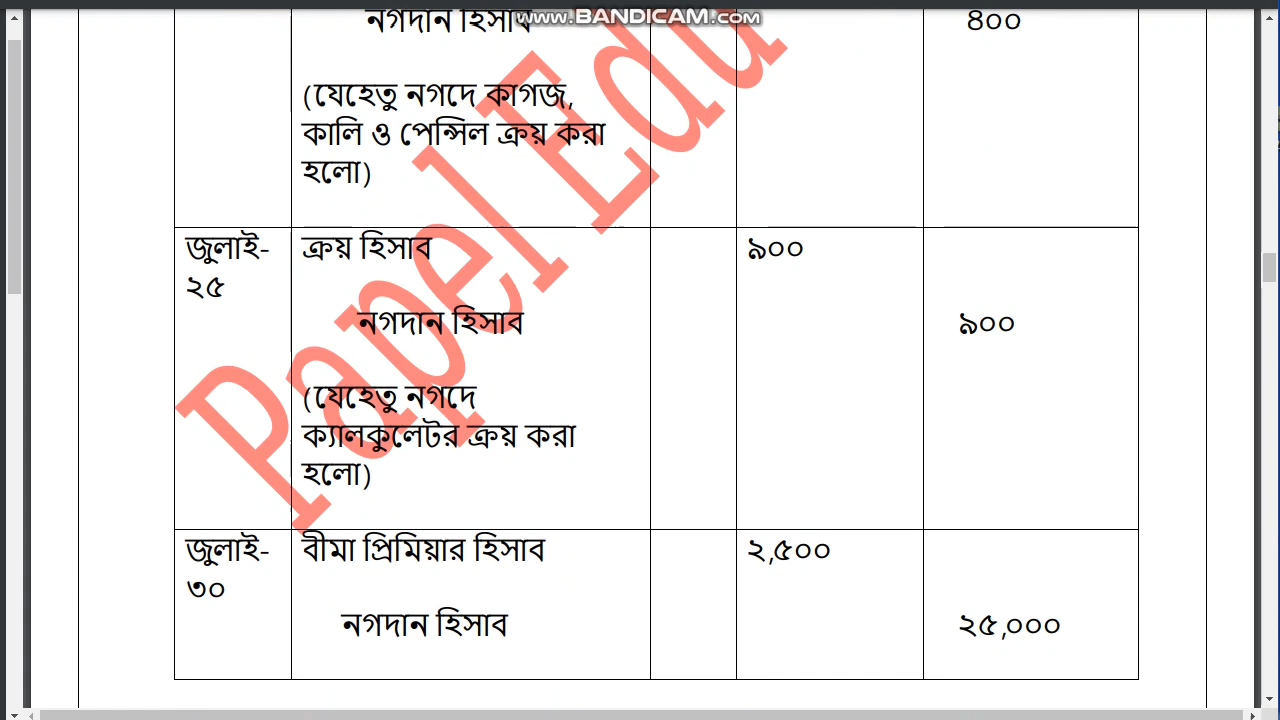 www.BANDICAM.com
নগদান হিসাব
৪০০
(যেহেতু নগদে কাগজ,
কালি ও পেন্সিল ক্রয় করা
হলো)
জুলাই-
২৫
ক্রয় হিসাব
৯০০
নগদান হিসাব
৯০০
(যেহেতু নগদে
ক্যালকুলেটর ক্রয় করা
হলো)
জুলাই-
৩০
বীমা প্রিমিয়ার হিসাব
২,৫০০
নগদান হিসাব
২৫,০০০
Papel Edu